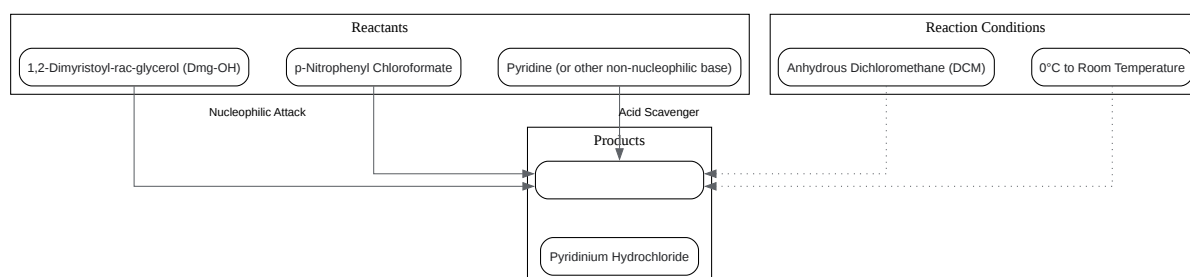 Reactants
Reaction Conditions
1,2-Dimyristoyl-rac-glycerol (Dmg-OH)
p-Nitrophenyl Chloroformate
Pyridine (or other non-nucleophilic base)
Anhydrous Dichloromethane (DCM)
0°C to Room Temperature
Nucleophilic Attack
Acid Scavenger
Products
Pyridinium Hydrochloride